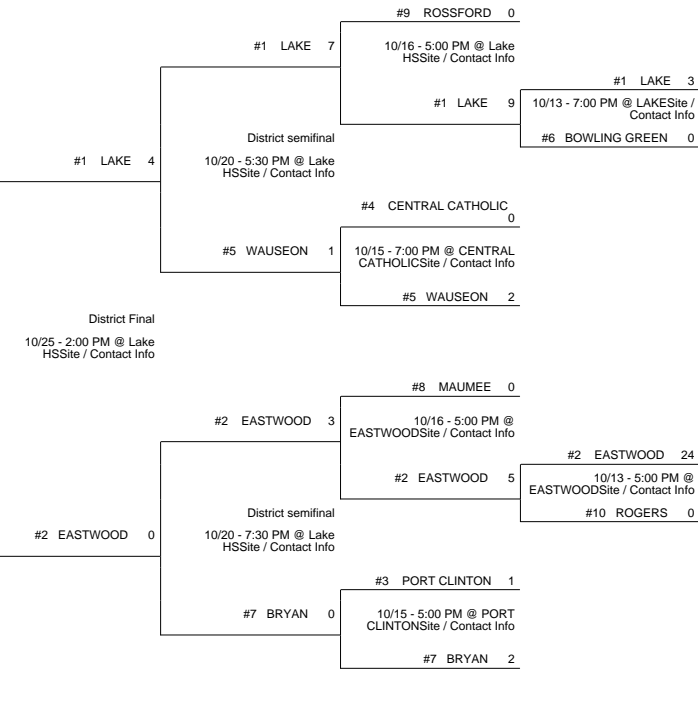 #9 ROSSFORD 0
#1 LAKE 7
10/16 - 5:00 PM @ Lake
HSSite / Contact Info
#1 LAKE 3
#1 LAKE 9
10/13 - 7:00 PM @ LAKESite /
Contact Info
District semifinal
#6 BOWLING GREEN 0
#1 LAKE 4
10/20 - 5:30 PM @ Lake
HSSite / Contact Info
#4 CENTRAL CATHOLIC
0
#5 WAUSEON 1
10/15 - 7:00 PM @ CENTRAL
CATHOLICSite / Contact Info
#5 WAUSEON 2
District Final
10/25 - 2:00 PM @ Lake
HSSite / Contact Info
#8 MAUMEE 0
#2 EASTWOOD 3
10/16 - 5:00 PM @
EASTWOODSite / Contact Info
#2 EASTWOOD 24
#2 EASTWOOD 5
10/13 - 5:00 PM @
EASTWOODSite / Contact Info
District semifinal
#10 ROGERS 0
#2 EASTWOOD 0
10/20 - 7:30 PM @ Lake
HSSite / Contact Info
#3 PORT CLINTON 1
#7 BRYAN 0
10/15 - 5:00 PM @ PORT
CLINTONSite / Contact Info
#7 BRYAN 2